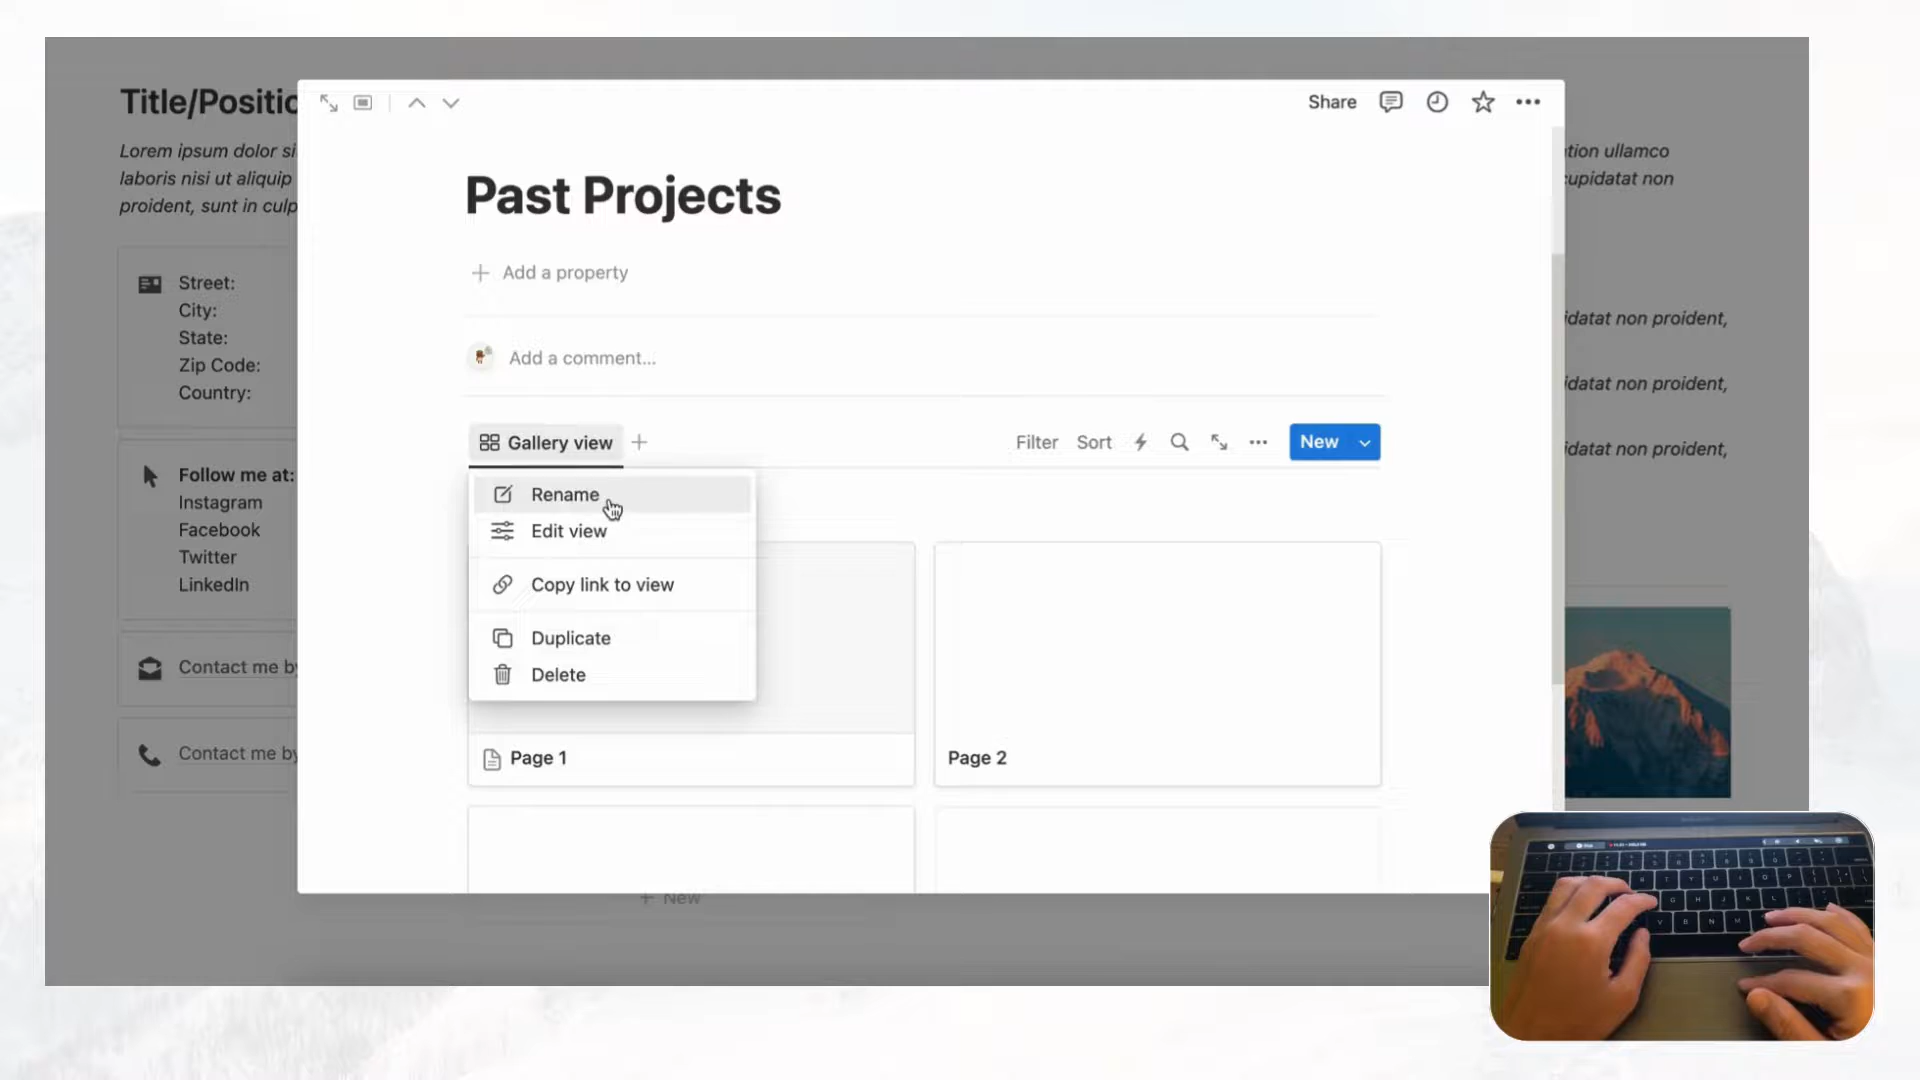 Title/Positio
Lorem ipsum dolor si
laboris nisi ut aliquip
proident, sunt in culp
Street:
City:
State:
Zip Code:
Country:
Follow me at:
Instagram
Facebook
Twitter
LinkedIn
Contact me by
Contact me by
Share
Past Projects
Add a property
Add a comment...
Gallery view
Filter
Sort
New
Rename
Edit view
Copy link to view
Duplicate
Delete
Page 1
Page 2
+ New
tion ullamco
cupidatat non
idatat non proident,
idatat non proident,
idatat non proident,